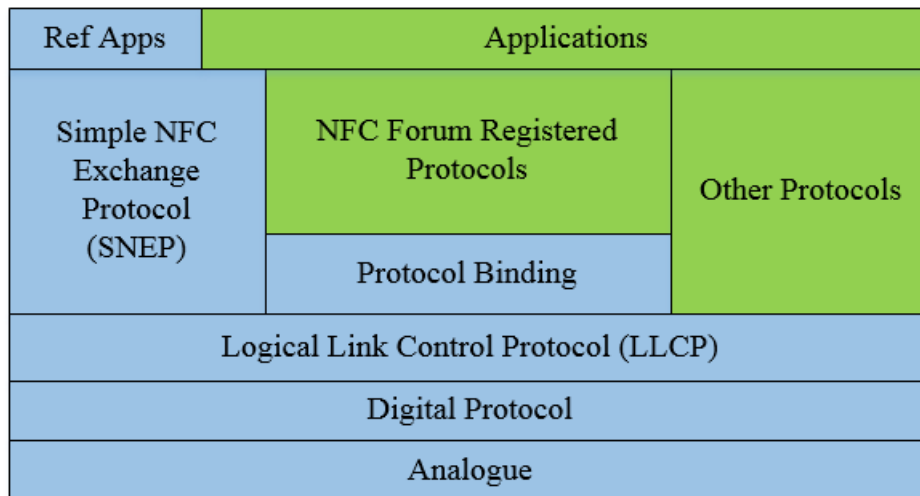 Ref Apps
Applications
Simple NFC
Exchange
Protocol
(SNEP)
NFC Forum Registered
Protocols
Other Protocols
Protocol Binding
Logical Link Control Protocol (LLCP)
Digital Protocol
Analogue